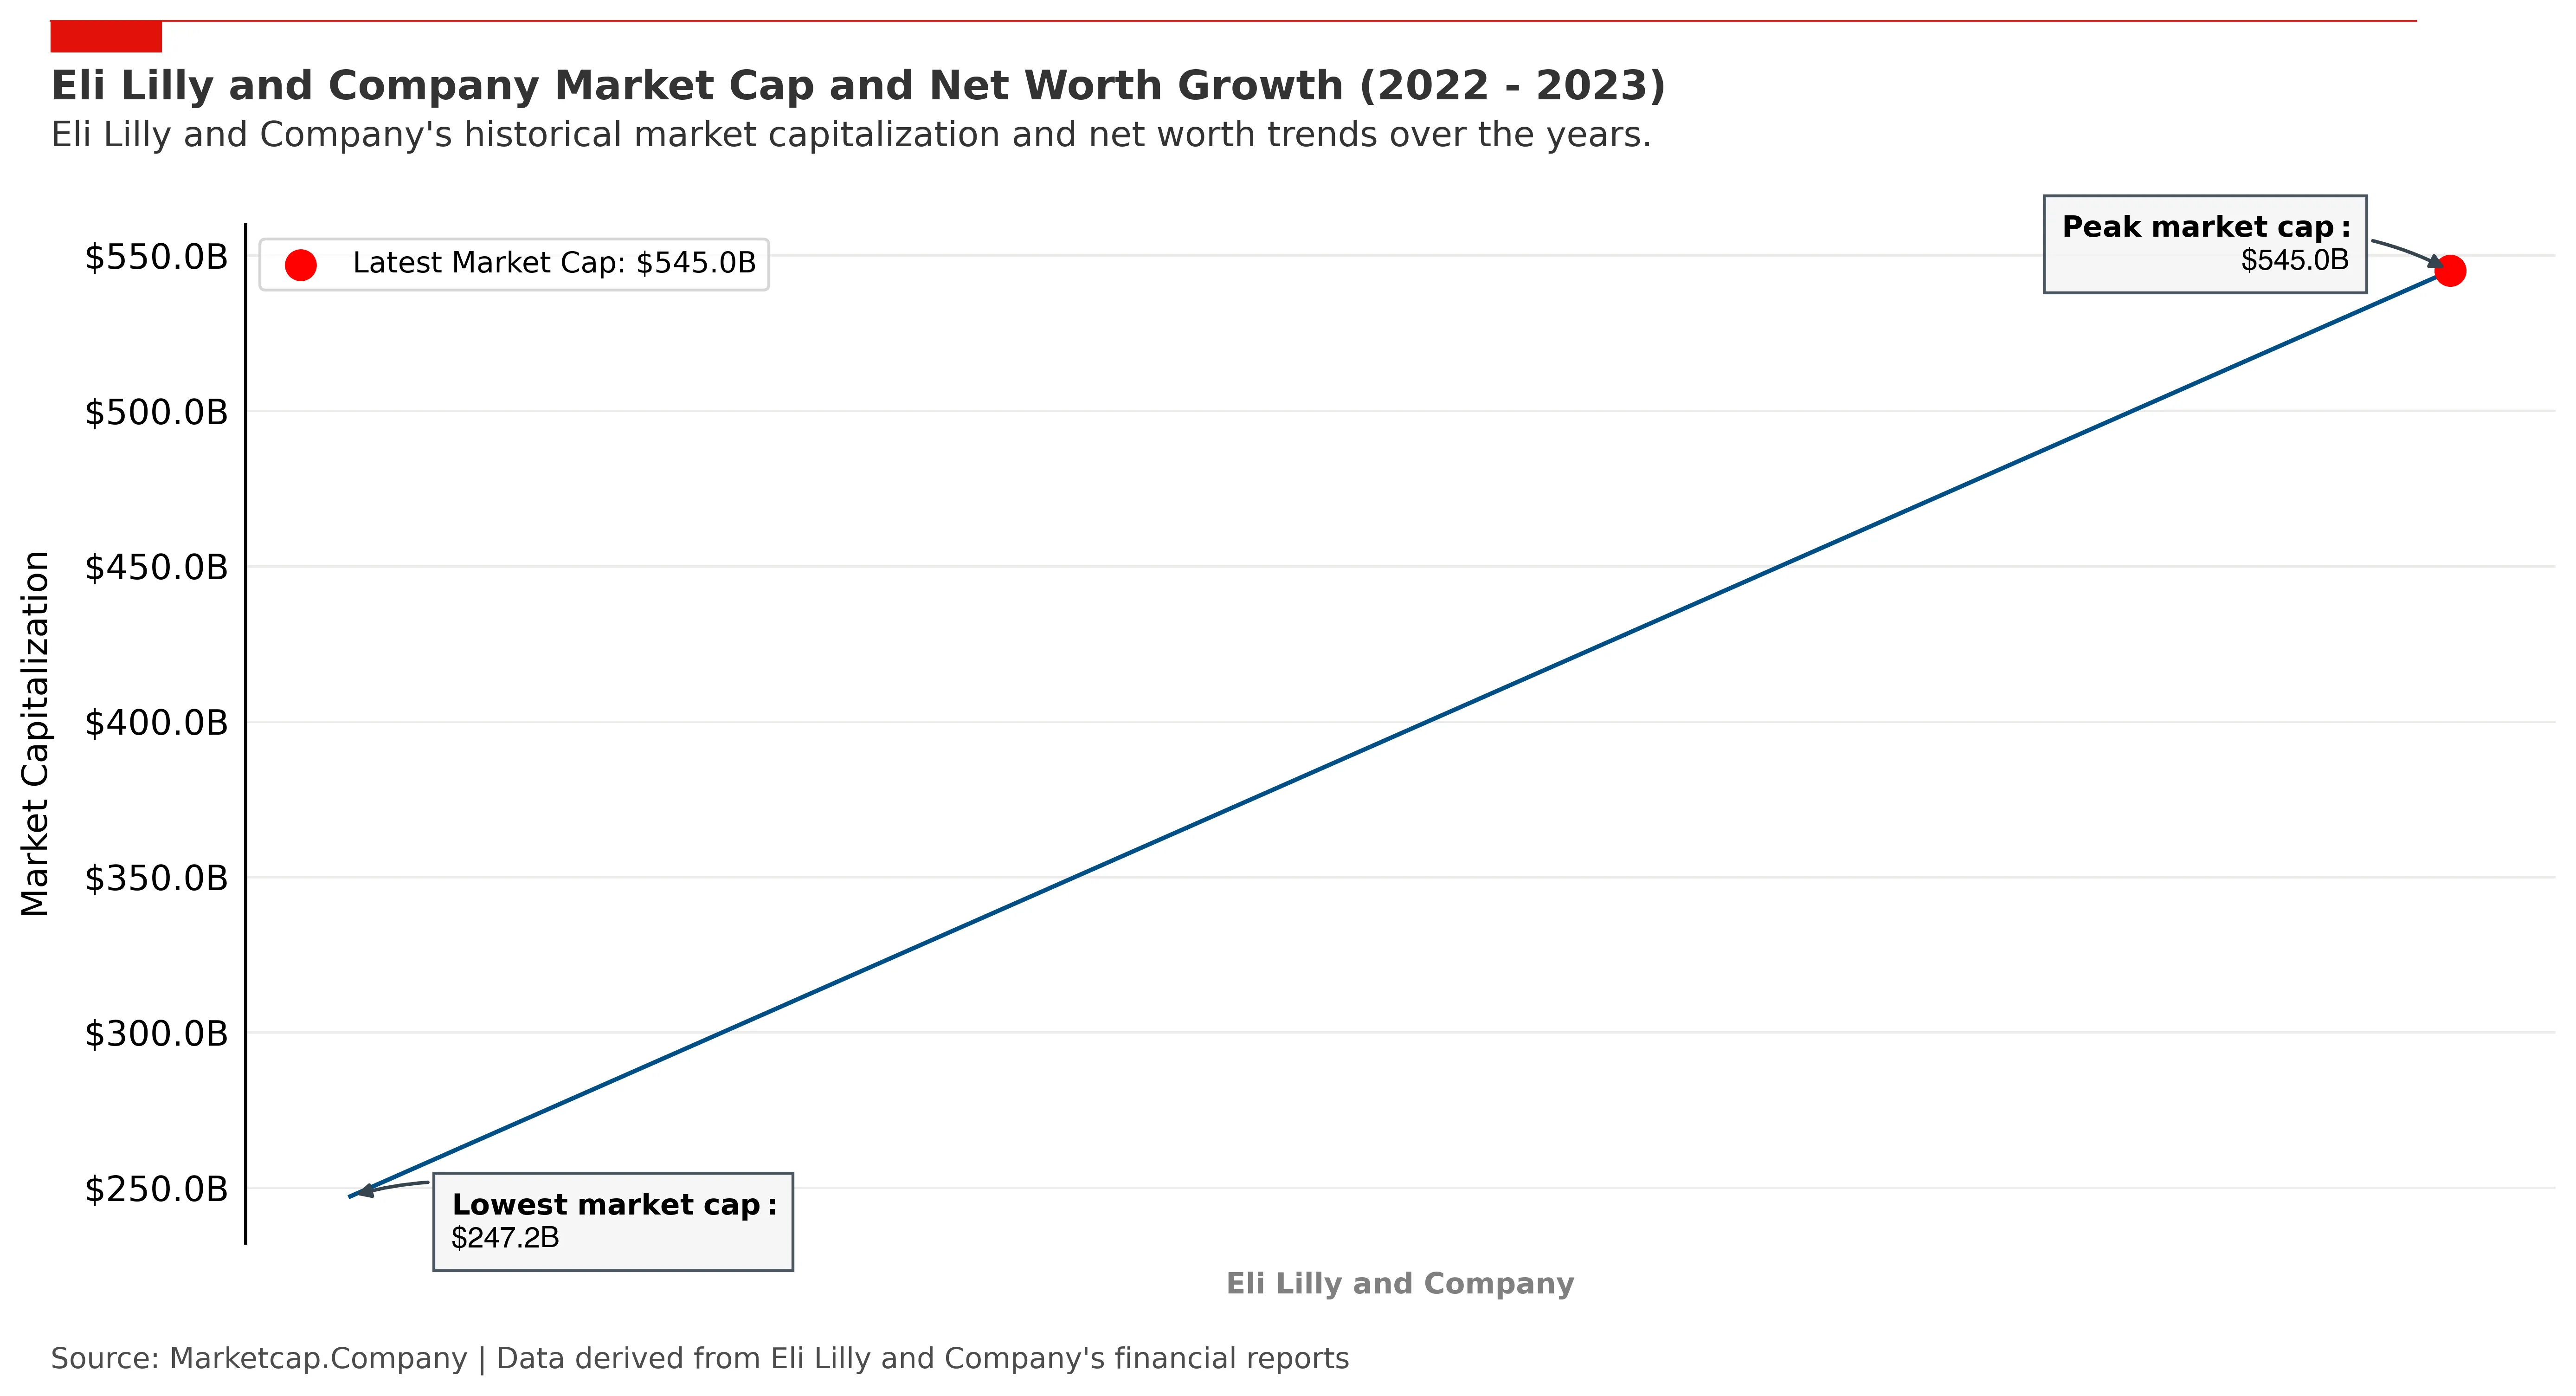 Eli Lilly and Company Market Cap and Net Worth Growth (2022 - 2023)
Eli Lilly and Company's historical market capitalization and net worth trends over the years.
Peak market cap:
$545.0B
Latest Market Cap: $545.0B
$550.0B
$500.0B
$450.0B
$400.0B
$350.0B
$300.0B
$250.0B
Market Capitalization
Lowest market cap:
$247.2B
Eli Lilly and Company
Source: Marketcap.Company | Data derived from Eli Lilly and Company's financial reports